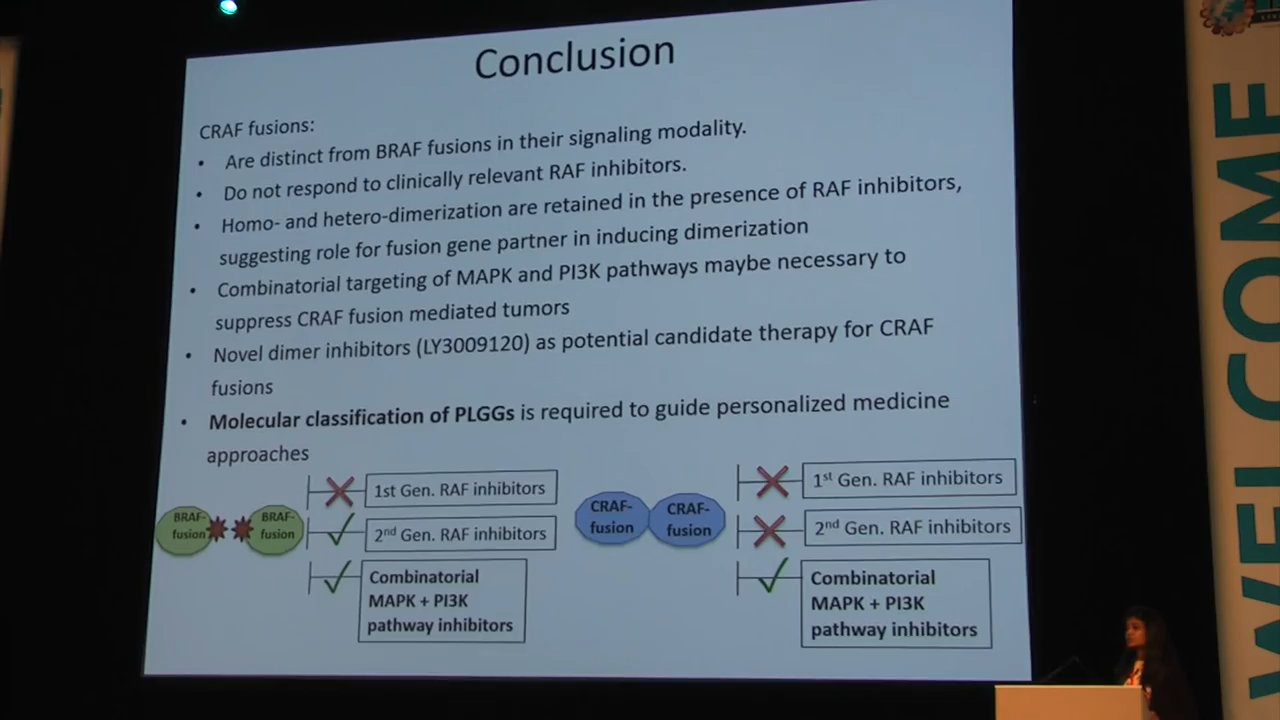 Conclusion
CRAF fusions:
• Are distinct from BRAF fusions in their signaling modality.
• Do not respond to clinically relevant RAF inhibitors.
• Homo- and hetero-dimerization are retained in the presence of RAF inhibitors,
suggesting role for fusion gene partner in inducing dimerization
• Combinatorial targeting of MAPK and PI3K pathways maybe necessary to
suppress CRAF fusion mediated tumors
• Novel dimer inhibitors (LY3009120) as potential candidate therapy for CRAF
fusions
• Molecular classification of PLGGs is required to guide personalized medicine
approaches
BRAF-
fusion
BRAF-
fusion
1st Gen. RAF inhibitors
2nd Gen. RAF inhibitors
Combinatorial
MAPK + PI3K
pathway inhibitors
CRAF-
fusion
CRAF-
fusion
1st Gen. RAF inhibitors
2nd Gen. RAF inhibitors
Combinatorial
MAPK + PI3K
pathway inhibitors
WELCOME